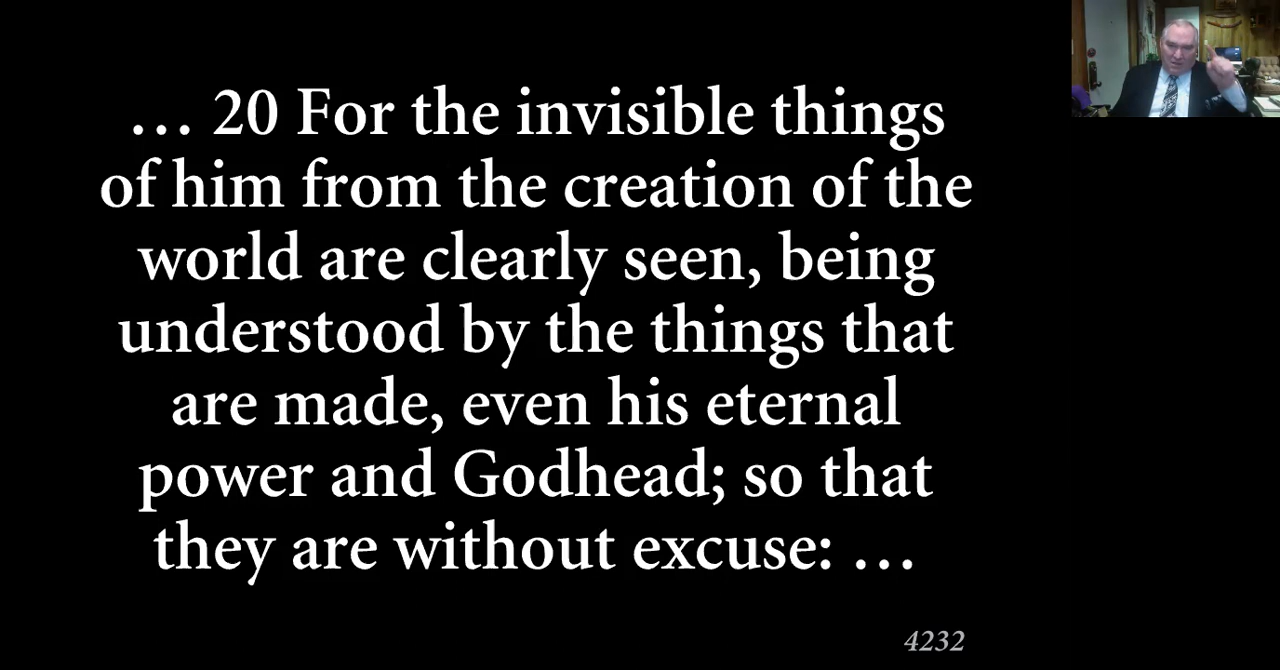 … 20 For the invisible things
of him from the creation of the
world are clearly seen, being
understood by the things that
are made, even his eternal
power and Godhead; so that
they are without excuse: …
4232